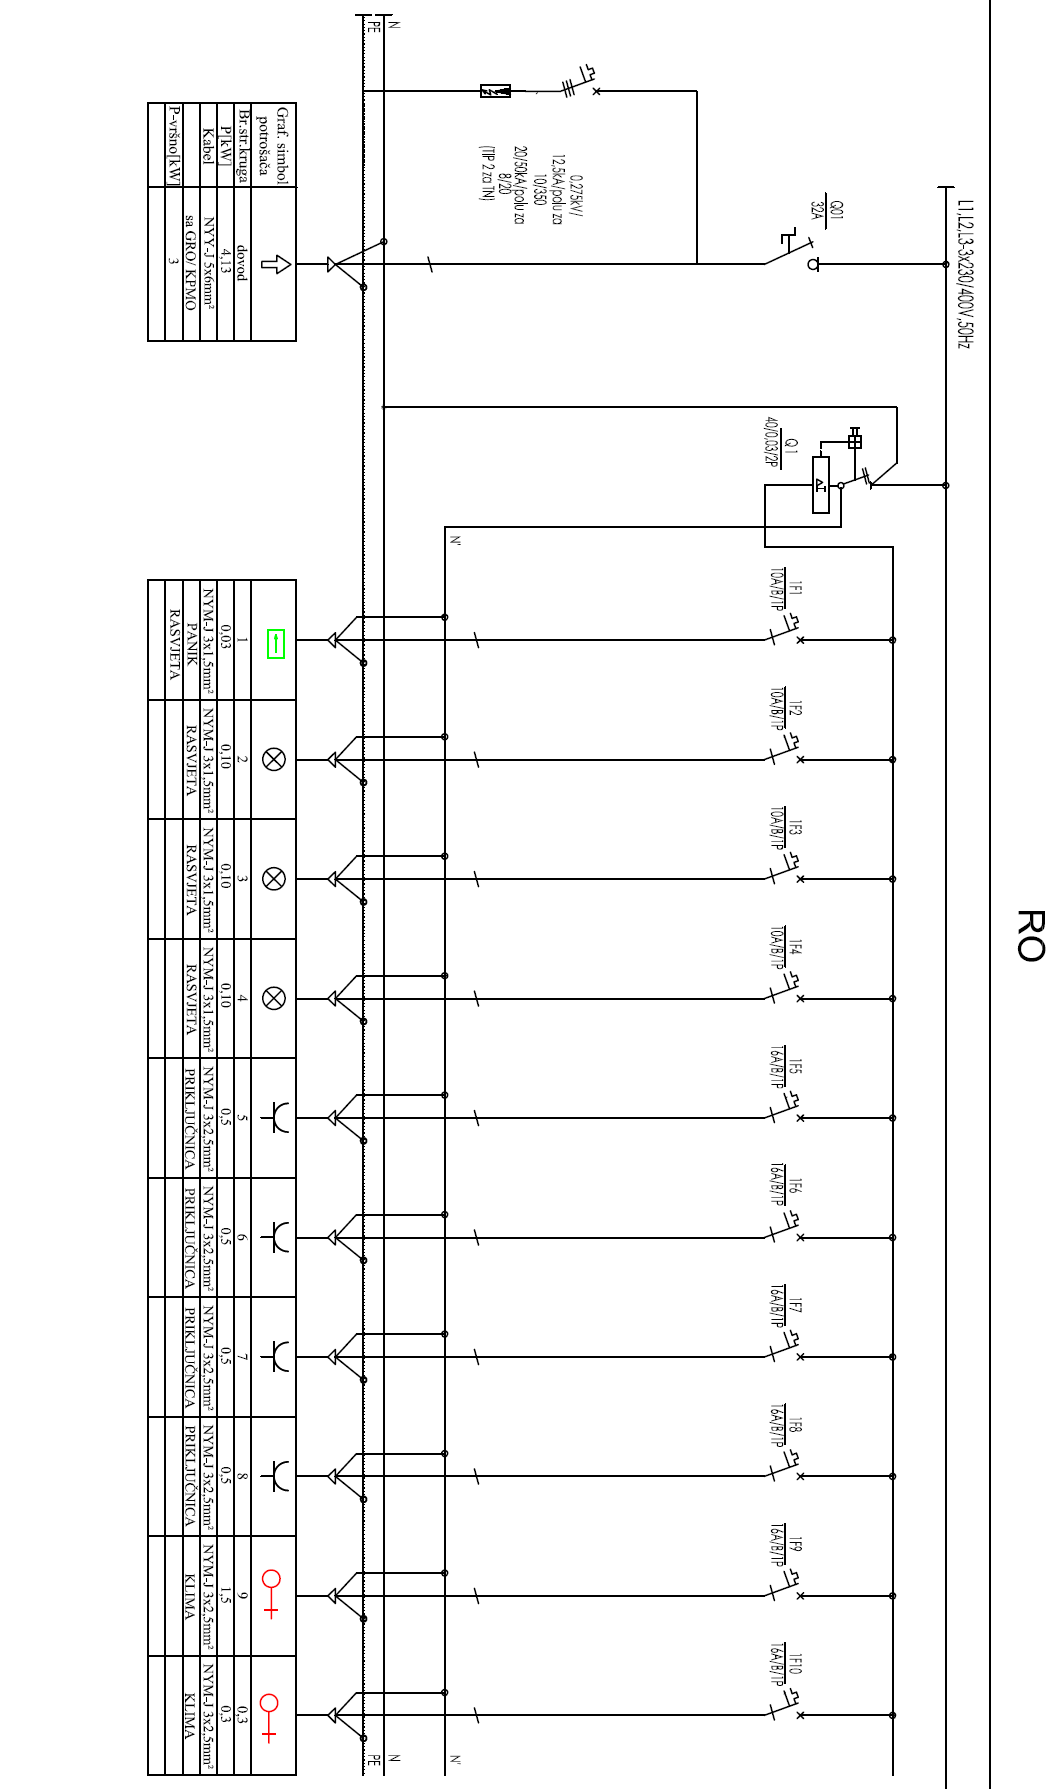 RO
L1,L2,L3-3x230/400V,50Hz
Q01
32A
0,275kV/
12,5kA/polu za
10/350
20/50kA/polu za
8/20
(TIP 2 za TN)
N
PE
Q1
40/0,03/2P
ΔI
N'
1F1
10A/B/1P
1F2
10A/B/1P
1F3
10A/B/1P
1F4
10A/B/1P
1F5
16A/B/1P
1F6
16A/B/1P
1F7
16A/B/1P
1F8
16A/B/1P
1F9
16A/B/1P
1F10
16A/B/1P
N'
N
PE
Graf. simbol
potrošača
Br.str.kruga
dovod
1
2
3
4
5
6
7
8
9
0,3
P[kW]
4,13
0,03
0,10
0,10
0,10
0,5
0,5
0,5
0,5
1,5
0,3
Kabel
NYY-J 5x6mm²
NYM-J 3x1,5mm²
NYM-J 3x1,5mm²
NYM-J 3x1,5mm²
NYM-J 3x1,5mm²
NYM-J 3x2,5mm²
NYM-J 3x2,5mm²
NYM-J 3x2,5mm²
NYM-J 3x2,5mm²
NYM-J 3x2,5mm²
NYM-J 3x2,5mm²
sa GRO/ KPMO
PANIK
RASVJETA
RASVJETA
RASVJETA
RASVJETA
PRIKLJUČNICA
PRIKLJUČNICA
PRIKLJUČNICA
PRIKLJUČNICA
KLIMA
KLIMA
P-vršno[kW]
3